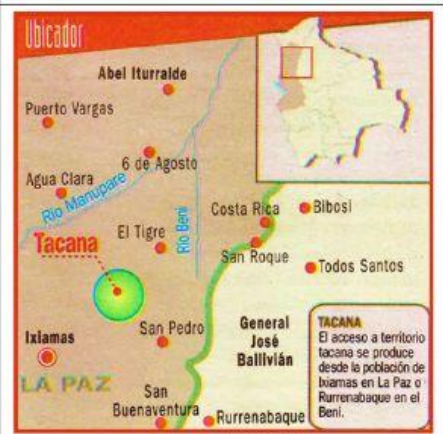 Ubicador
Abel Iturralde
Puerto Vargas
6 de Agosto
Agua Clara
Río Manupare
Costa Rica
Bibosi
El Tigre
Río Beni
Tacana
San Roque
Todos Santos
San Pedro
General
José
Ballivián
Ixiamas
LA PAZ
San
Buenaventura
Rurrenabaque
TACANA
El acceso a territorio
tacana se produce
desde la población de
Ixiamas en La Paz o
Rurrenabaque en el
Beni.